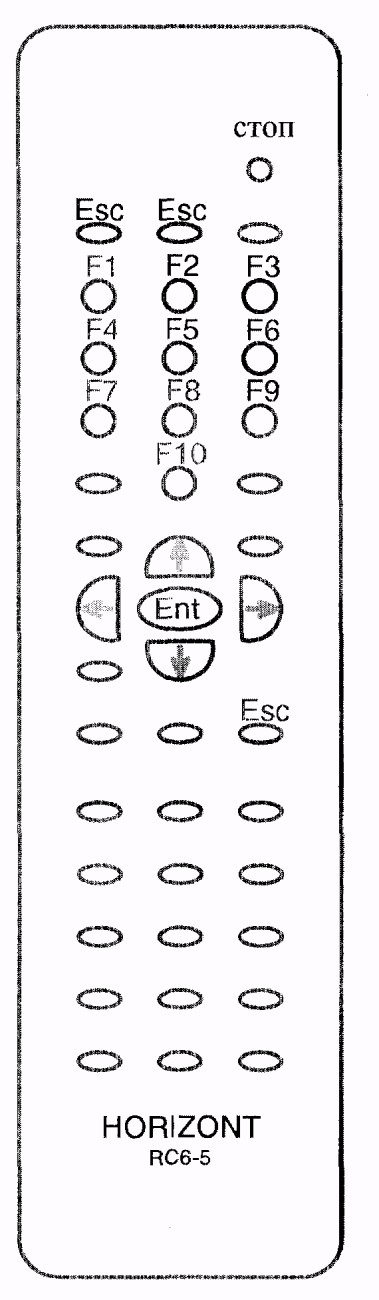 стоп
Esc Esc
F1 F2 F3
F4 F5 F6
F7 F8 F9
F10
Ent
Esc
HORIZONT
RC6-5